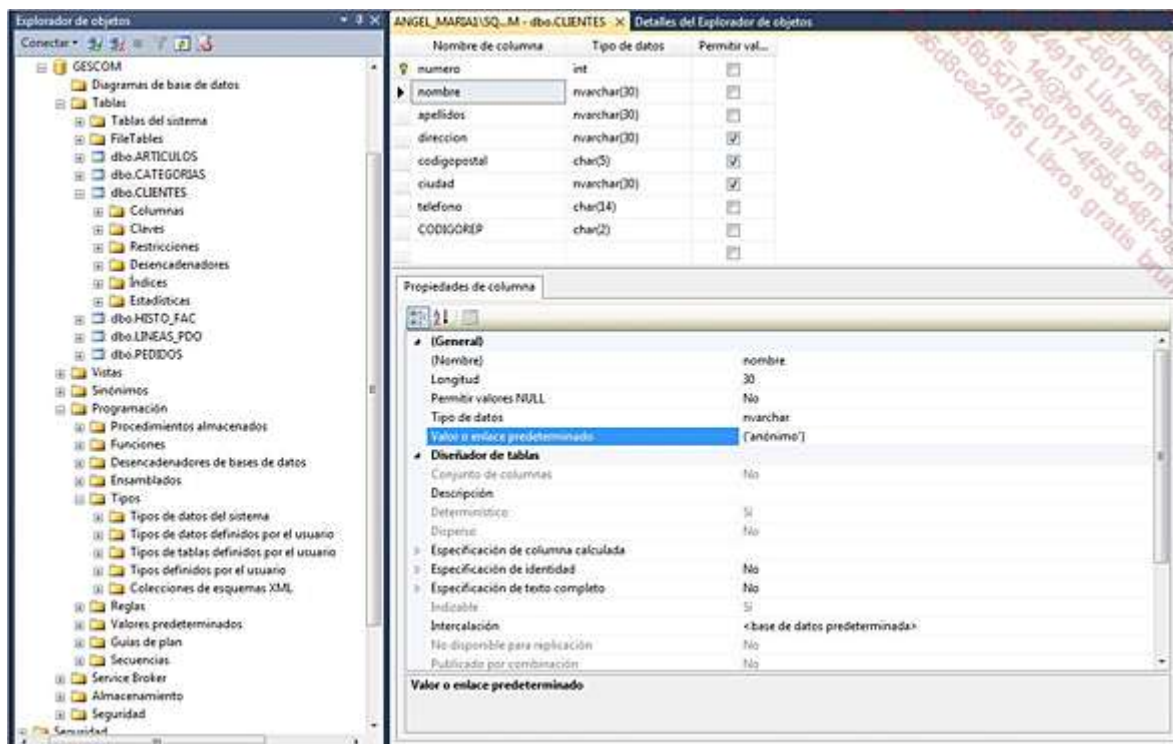 Explorador de objetos
Conectar
GESCOM
Diagramas de base de datos
Tablas
Tablas del sistema
FileTables
dbo.ARTICULOS
dbo.CATEGORIAS
dbo.CLIENTES
Columnas
Claves
Restricciones
Desencadenadores
Índices
Estadísticas
dbo.HISTO_FAC
dbo.LINEAS_PDO
dbo.PEDIDOS
Vistas
Sinónimos
Programación
Procedimientos almacenados
Funciones
Desencadenadores de bases de datos
Ensamblados
Tipos
Tipos de datos del sistema
Tipos de datos definidos por el usuario
Tipos de tablas definidos por el usuario
Tipos definidos por el usuario
Colecciones de esquemas XML
Reglas
Valores predeterminados
Guías de plan
Secuencias
Service Broker
Almacenamiento
Seguridad
Seguridad
ANGEL_MARIA1\SQ...M - dbo.CLIENTES Detalles del Explorador de objetos
Nombre de columna Tipo de datos Permitir val...
numero int
nombre nvarchar(30)
apellidos nvarchar(30)
direccion nvarchar(30)
codigopostal char(5)
ciudad nvarchar(30)
telefono char(14)
CODIGOREP char(2)
Propiedades de columna
(General)
(Nombre) nombre
Longitud 30
Permitir valores NULL No
Tipo de datos nvarchar
Valor o enlace predeterminado ('anónimo')
Diseñador de tablas
Conjunto de columnas No
Descripción
Determinístico Sí
Disperso No
Especificación de columna calculada
Especificación de identidad No
Especificación de texto completo No
Indizable Sí
Intercalación <base de datos predeterminada>
No disponible para replicación No
Publicado por combinación No
Valor o enlace predeterminado